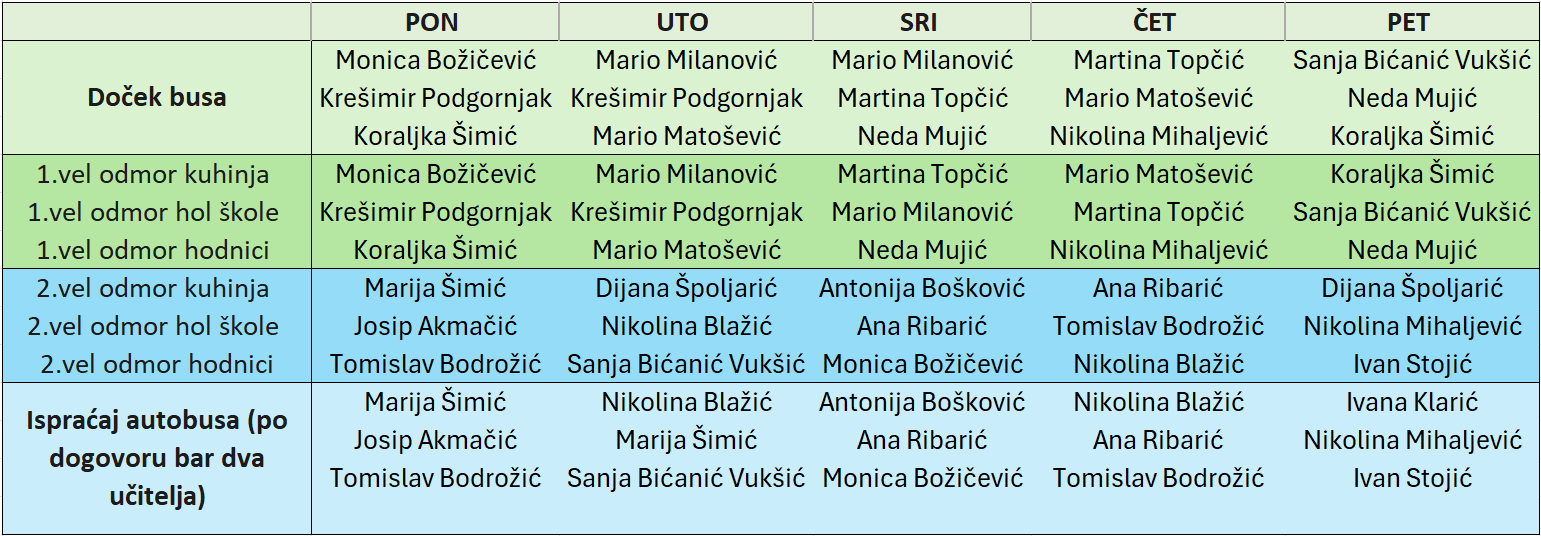 PON UTO SRI ČET PET
Doček busa
Monica Božičević Mario Milanović Mario Milanović Martina Topčić Sanja Bićanić Vukšić
Krešimir Podgornjak Krešimir Podgornjak Martina Topčić Mario Matošević Neda Mujić
Koraljka Šimić Mario Matošević Neda Mujić Nikolina Mihaljević Koraljka Šimić
1.vel odmor kuhinja Monica Božičević Mario Milanović Martina Topčić Mario Matošević Koraljka Šimić
1.vel odmor hol škole Krešimir Podgornjak Krešimir Podgornjak Mario Milanović Martina Topčić Sanja Bićanić Vukšić
1.vel odmor hodnici Koraljka Šimić Mario Matošević Neda Mujić Nikolina Mihaljević Neda Mujić
2.vel odmor kuhinja Marija Šimić Dijana Špoljarić Antonija Bošković Ana Ribarić Dijana Špoljarić
2.vel odmor hol škole Josip Akmačić Nikolina Blažić Ana Ribarić Tomislav Bodrožić Nikolina Mihaljević
2.vel odmor hodnici Tomislav Bodrožić Sanja Bićanić Vukšić Monica Božičević Nikolina Blažić Ivan Stojić
Ispraćaj autobusa (po
dogovoru bar dva
učitelja)
Marija Šimić Nikolina Blažić Antonija Bošković Nikolina Blažić Ivana Klarić
Josip Akmačić Marija Šimić Ana Ribarić Ana Ribarić Nikolina Mihaljević
Tomislav Bodrožić Sanja Bićanić Vukšić Monica Božičević Tomislav Bodrožić Ivan Stojić